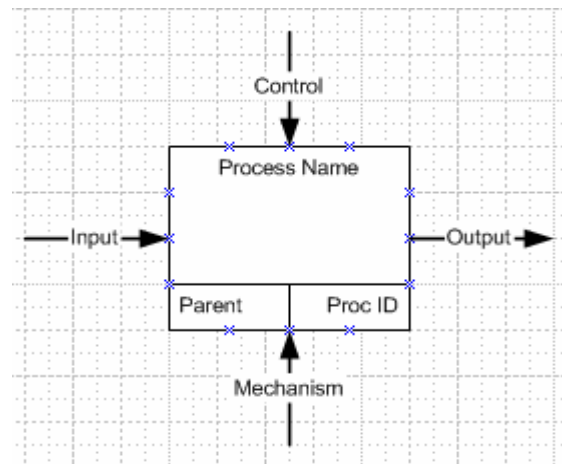 Control
Process Name
Input
Output
Parent
Proc ID
Mechanism